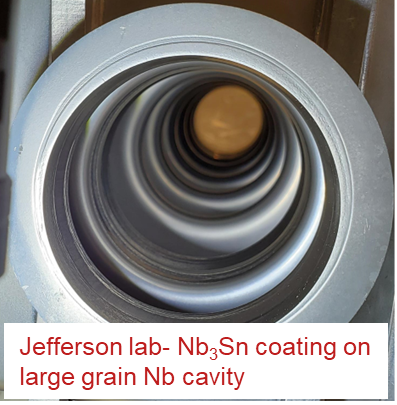 Jefferson lab- Nb₃Sn coating on
large grain Nb cavity